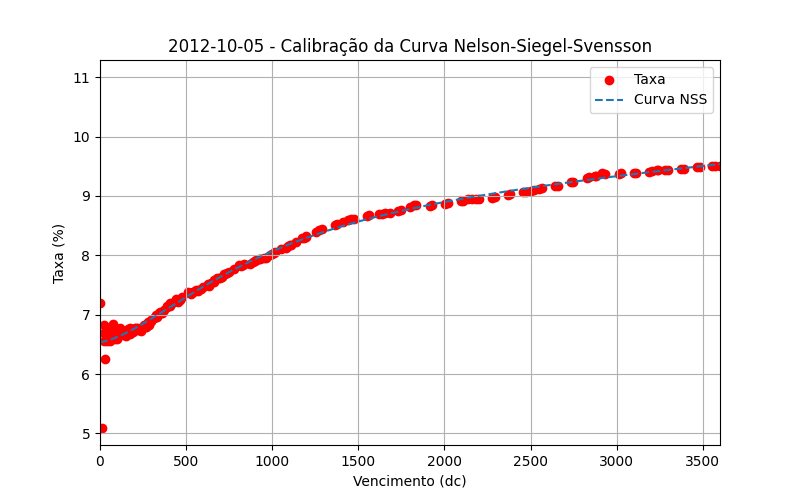 2012-10-05 - Calibração da Curva Nelson-Siegel-Svensson
Taxa
Curva NSS
Taxa (%)
11
10
9
8
7
6
5
0 500 1000 1500 2000 2500 3000 3500
Vencimento (dc)